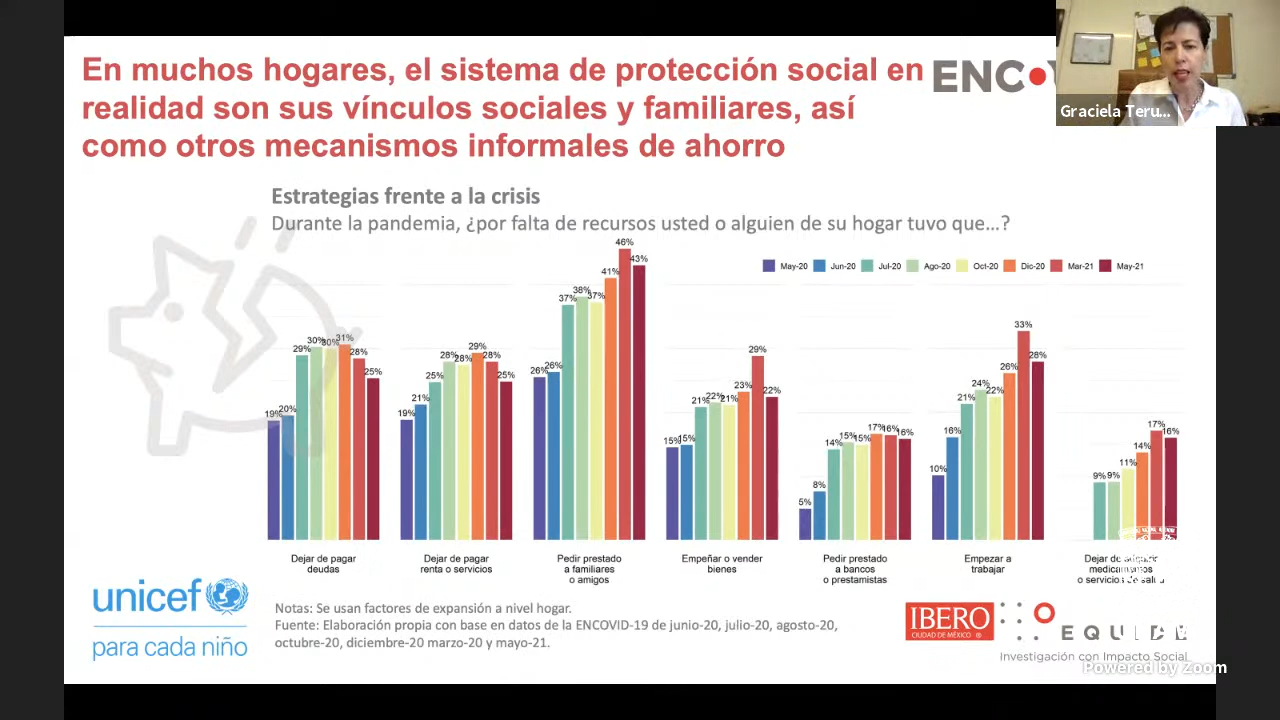 En muchos hogares, el sistema de protección social en
realidad son sus vínculos sociales y familiares, así
como otros mecanismos informales de ahorro
Graciela Teru...
Estrategias frente a la crisis
Durante la pandemia, ¿por falta de recursos usted o alguien de su hogar tuvo que...?
May-20 Jun-20 Jul-20 Ago-20 Oct-20 Dic-20 Mar-21 May-21
19% 20% 29% 30% 30% 31% 28% 25%
19% 21% 25% 28% 28% 29% 28% 25%
26% 26% 37% 38% 37% 41% 46% 43%
15% 15% 21% 22% 21% 23% 29% 22%
5% 8% 14% 15% 15% 17% 16% 16%
10% 16% 21% 24% 22% 26% 33% 28%
9% 9% 11% 14% 17% 16%
Dejar de pagar
deudas
Dejar de pagar
renta o servicios
Pedir prestado
a familiares
o amigos
Empeñar o vender
bienes
Pedir prestado
a bancos
o prestamistas
Empezar a
trabajar
Dejar de
medicamentos
o servicios de salud
unicef
para cada niño
Notas: Se usan factores de expansión a nivel hogar.
Fuente: Elaboración propia con base en datos de la ENCOVID-19 de junio-20, julio-20, agosto-20,
octubre-20, diciembre-20 marzo-20 y mayo-21.
IBERO
CIUDAD DE MÉXICO ®
EQUIDE
Investigación con Impacto Social
Powered by Zoom